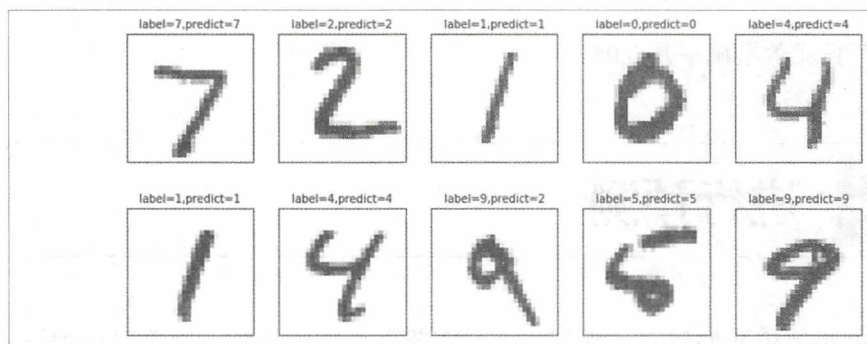 label=7,predict=7 label=2,predict=2 label=1,predict=1 label=0,predict=0 label=4,predict=4
7 2 1 0 4
label=1,predict=1 label=4,predict=4 label=9,predict=2 label=5,predict=5 label=9,predict=9
1 4 9 5 9